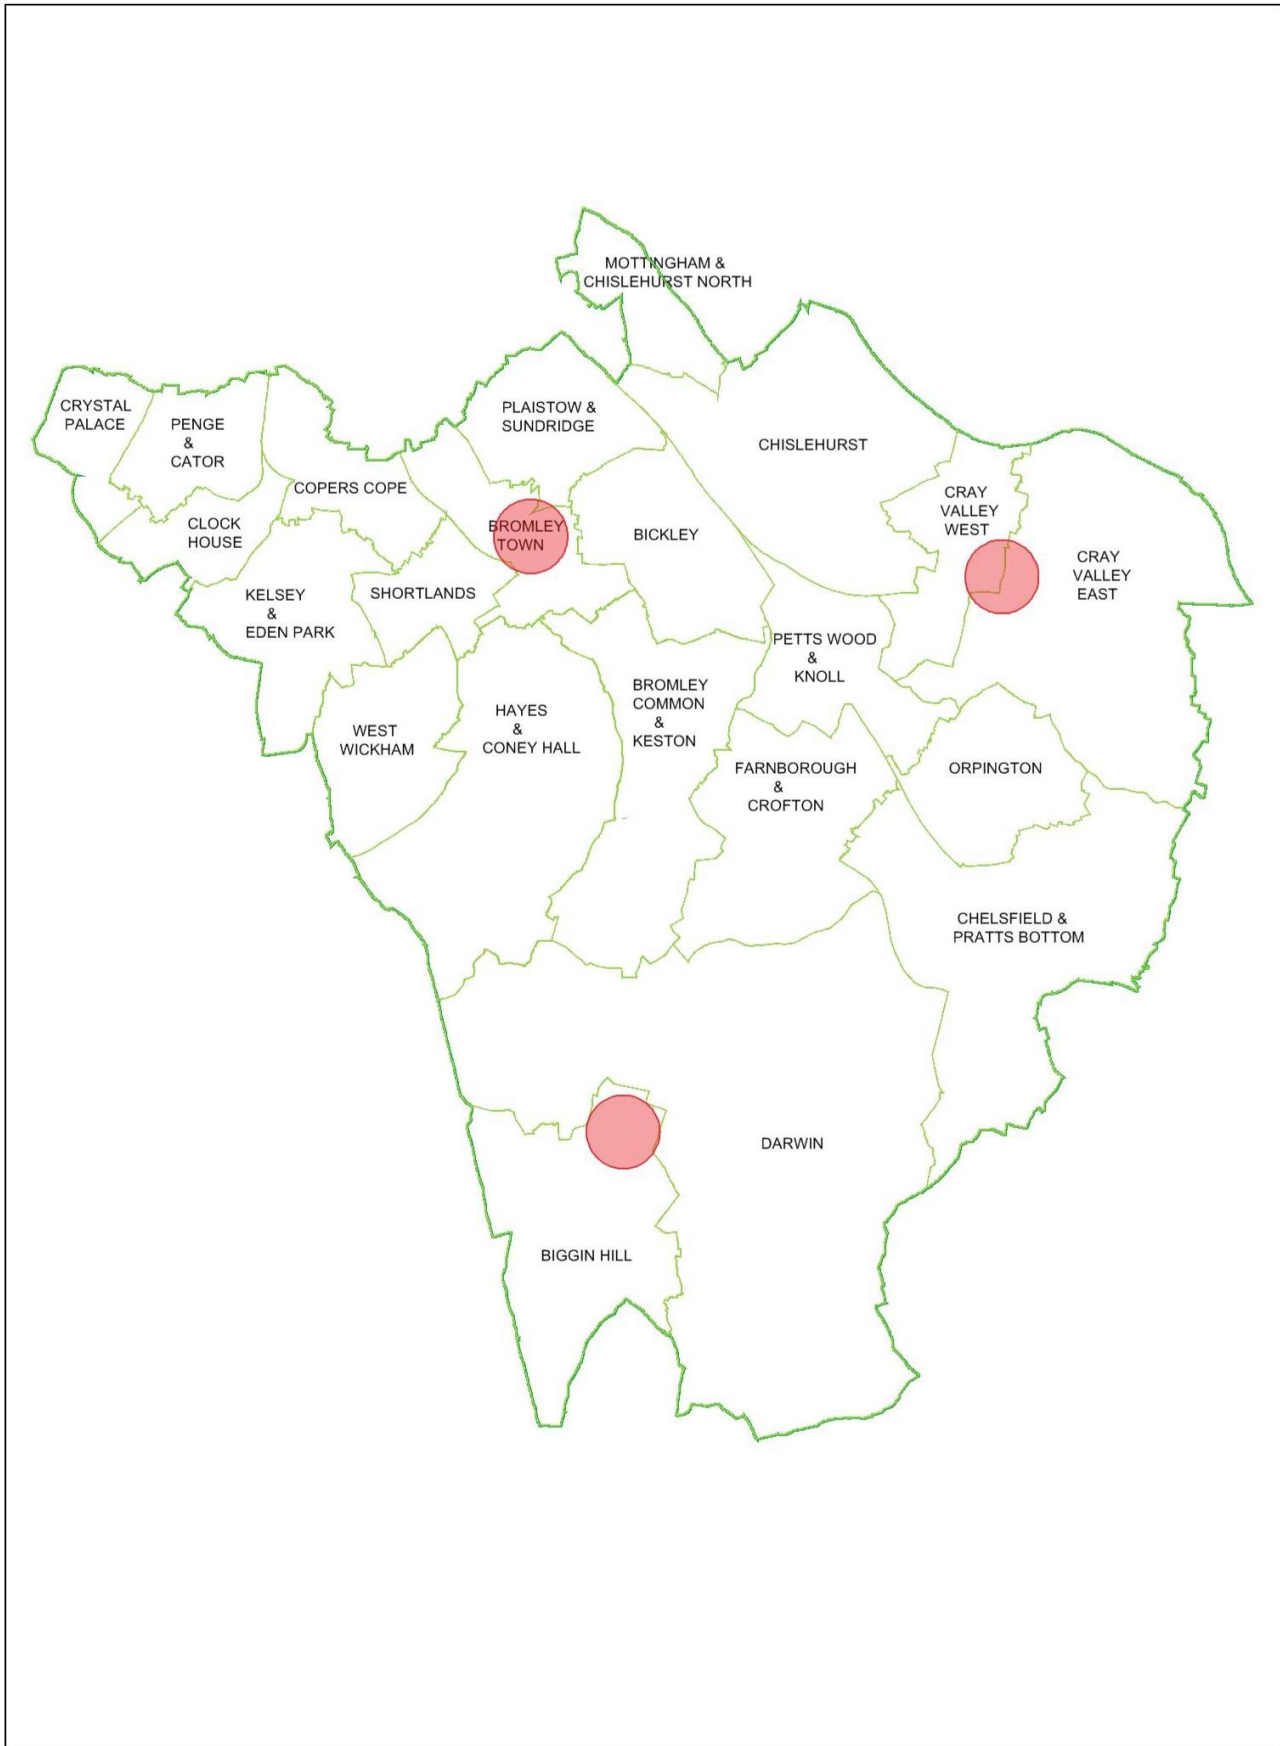 MOTTINGHAM &
CHISLEHURST NORTH
CRYSTAL
PALACE
PENGE
&
CATOR
PLAISTOW &
SUNDRIDGE
CHISLEHURST
COPERS COPE
CLOCK
HOUSE
BROMLEY
TOWN
BICKLEY
CRAY
VALLEY
WEST
CRAY
VALLEY
EAST
KELSEY
&
EDEN PARK
SHORTLANDS
PETTS WOOD
&
KNOLL
WEST
WICKHAM
HAYES
&
CONEY HALL
BROMLEY
COMMON
&
KESTON
FARNBOROUGH
&
CROFTON
ORPINGTON
CHELSFIELD &
PRATTS BOTTOM
DARWIN
BIGGIN HILL